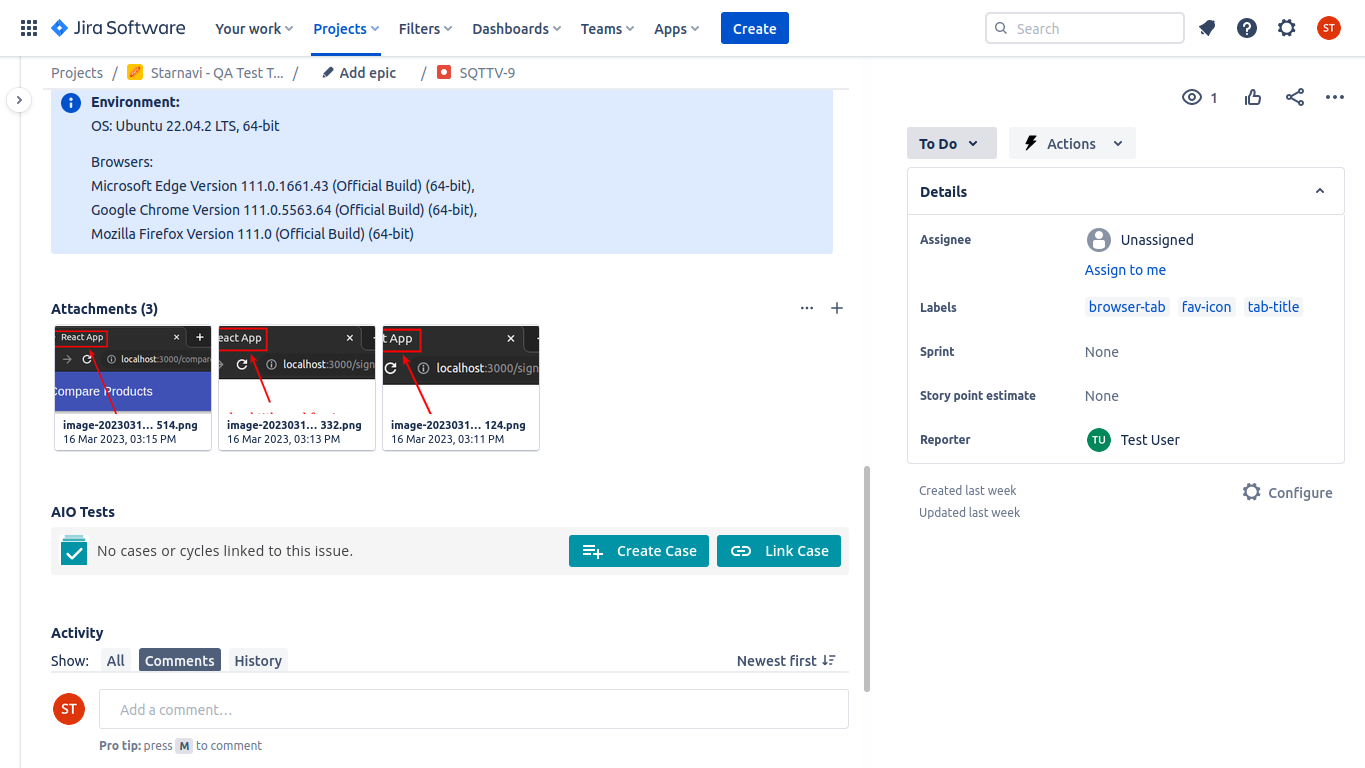 Jira Software
Your work
Projects
Filters
Dashboards
Teams
Apps
Create
Search
ST
Projects / Starnavi - QA Test T... / Add epic / SQTTV-9
1
Environment:
OS: Ubuntu 22.04.2 LTS, 64-bit
Browsers:
Microsoft Edge Version 111.0.1661.43 (Official Build) (64-bit),
Google Chrome Version 111.0.5563.64 (Official Build) (64-bit),
Mozilla Firefox Version 111.0 (Official Build) (64-bit)
Attachments (3)
React App
localhost:3000/compar
Compare Products
image-2023031... 514.png
16 Mar 2023, 03:15 PM
eact App
localhost:3000/sign
image-2023031... 332.png
16 Mar 2023, 03:13 PM
t App
localhost:3000/sign
image-2023031... 124.png
16 Mar 2023, 03:11 PM
AIO Tests
No cases or cycles linked to this issue.
Create Case
Link Case
Activity
Show: All Comments History
Newest first
ST
Add a comment…
Pro tip: press M to comment
To Do
Actions
Details
Assignee
Unassigned
Assign to me
Labels
browser-tab fav-icon tab-title
Sprint
None
Story point estimate
None
Reporter
TU Test User
Created last week
Updated last week
Configure